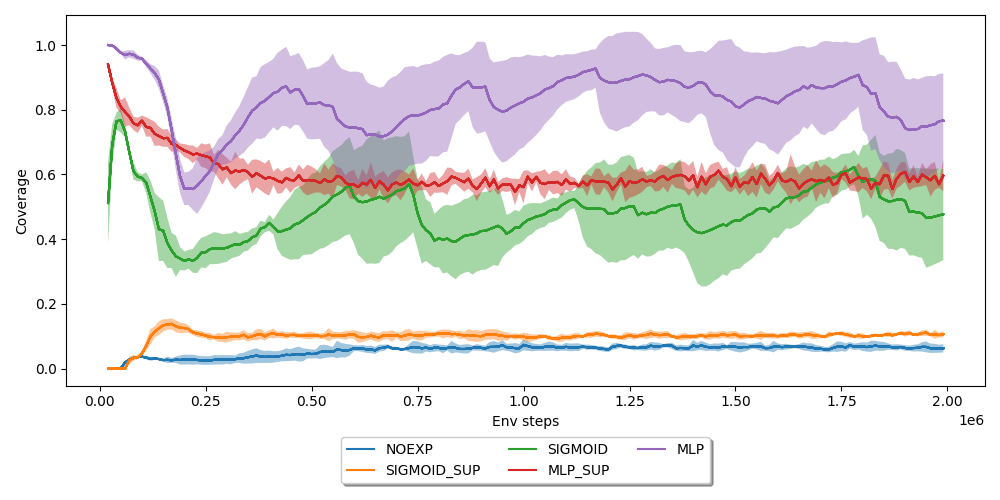 Coverage
1.0
0.8
0.6
0.4
0.2
0.0
0.00 0.25 0.50 0.75 1.00 1.25 1.50 1.75 2.00
1e6
Env steps
NOEXP SIGMOID MLP
SIGMOID_SUP MLP_SUP